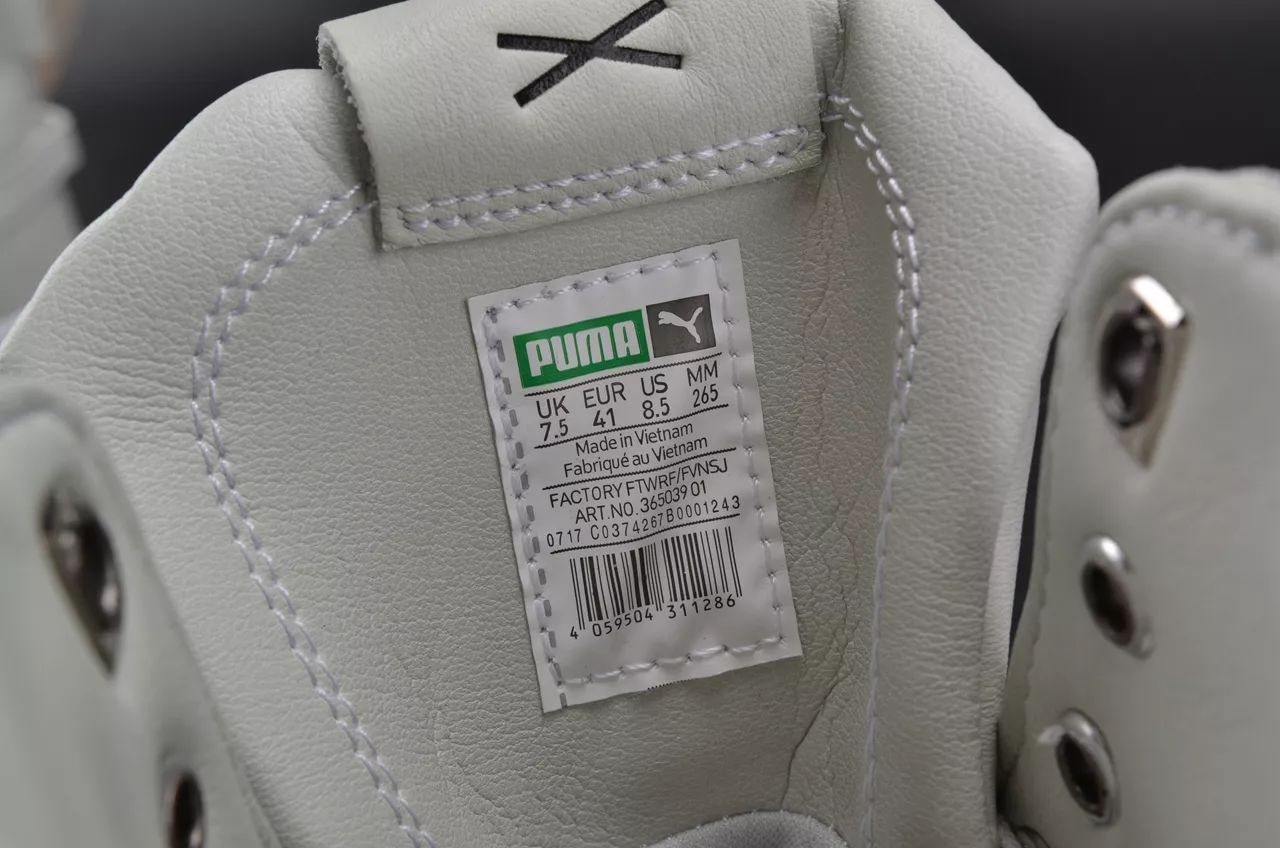 X
PUMA
UK EUR US MM
7.5 41 8.5 265
Made in Vietnam
Fabriqué au Vietnam
FACTORY FTWRF/FVNSJ
ART.NO. 365039 01
0717 C0374267B0001243
4 059504 311286